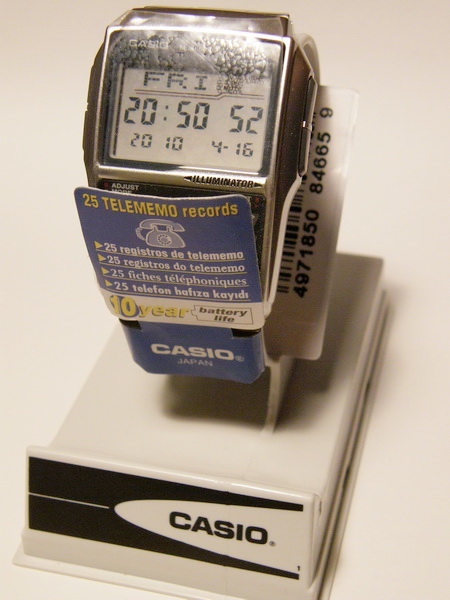 CASIO
FRI
20:50 52
2010 4-16
ADJUST
MODE
ILLUMINATOR
25 TELEMEMO records
25 registros de telememo
25 registros do telememo
25 fiches téléphoniques
25 telefon hafıza kayıdı
10 year battery life
CASIO®
JAPAN
4971850 84665 9
CASIO®
1